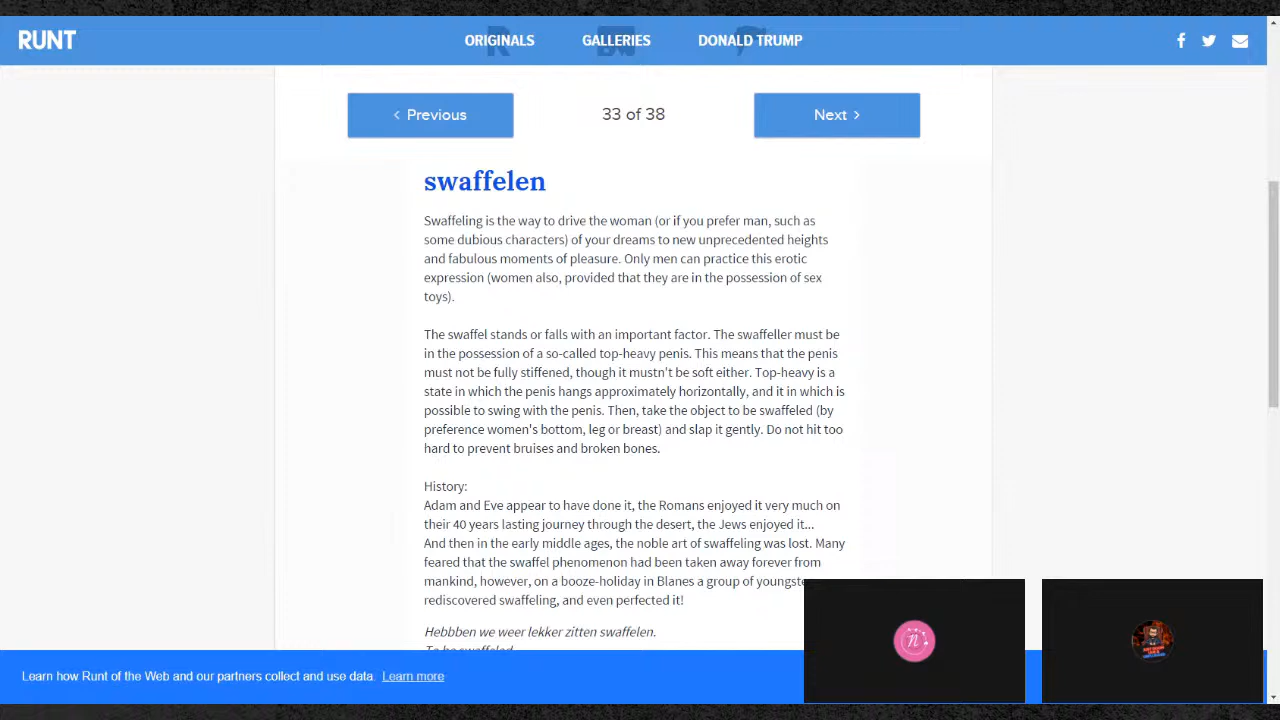 RUNT
ORIGINALS GALLERIES DONALD TRUMP
Previous 33 of 38 Next
swaffelen
Swaffeling is the way to drive the woman (or if you prefer man, such as
some dubious characters) of your dreams to new unprecedented heights
and fabulous moments of pleasure. Only men can practice this erotic
expression (women also, provided that they are in the possession of sex
toys).
The swaffel stands or falls with an important factor. The swaffeller must be
in the possession of a so-called top-heavy penis. This means that the penis
must not be fully stiffened, though it mustn't be soft either. Top-heavy is a
state in which the penis hangs approximately horizontally, and it in which is
possible to swing with the penis. Then, take the object to be swaffeled (by
preference women's bottom, leg or breast) and slap it gently. Do not hit too
hard to prevent bruises and broken bones.
History:
Adam and Eve appear to have done it, the Romans enjoyed it very much on
their 40 years lasting journey through the desert, the Jews enjoyed it...
And then in the early middle ages, the noble art of swaffeling was lost. Many
feared that the swaffel phenomenon had been taken away forever from
mankind, however, on a booze-holiday in Blanes a group of
rediscovered swaffeling, and even perfected it!
Hebbben we weer lekker zitten swaffelen.
Learn how Runt of the Web and our partners collect and use data. Learn more